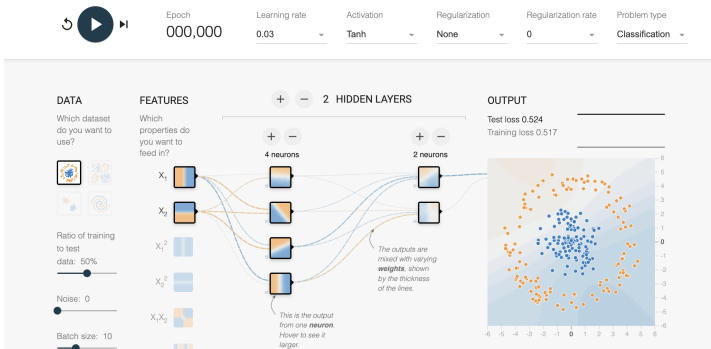 Epoch
000,000
Learning rate
0.03
Activation
Tanh
Regularization
None
Regularization rate
0
Problem type
Classification
DATA
Which dataset
do you want to
use?
Ratio of training
to test
data: 50%
Noise: 0
Batch size: 10
FEATURES
Which
properties do
you want to
feed in?
X₁
X₂
X₁²
X₂²
X₁X₂
+ − 2 HIDDEN LAYERS
+ −
4 neurons
+ −
2 neurons
The outputs are
mixed with varying
weights, shown
by the thickness
of the lines.
This is the output
from one neuron.
Hover to see it
larger.
OUTPUT
Test loss 0.524
Training loss 0.517
6
5
4
3
2
1
0
-1
-2
-3
-4
-5
-6
-6 -5 -4 -3 -2 -1 0 1 2 3 4 5 6